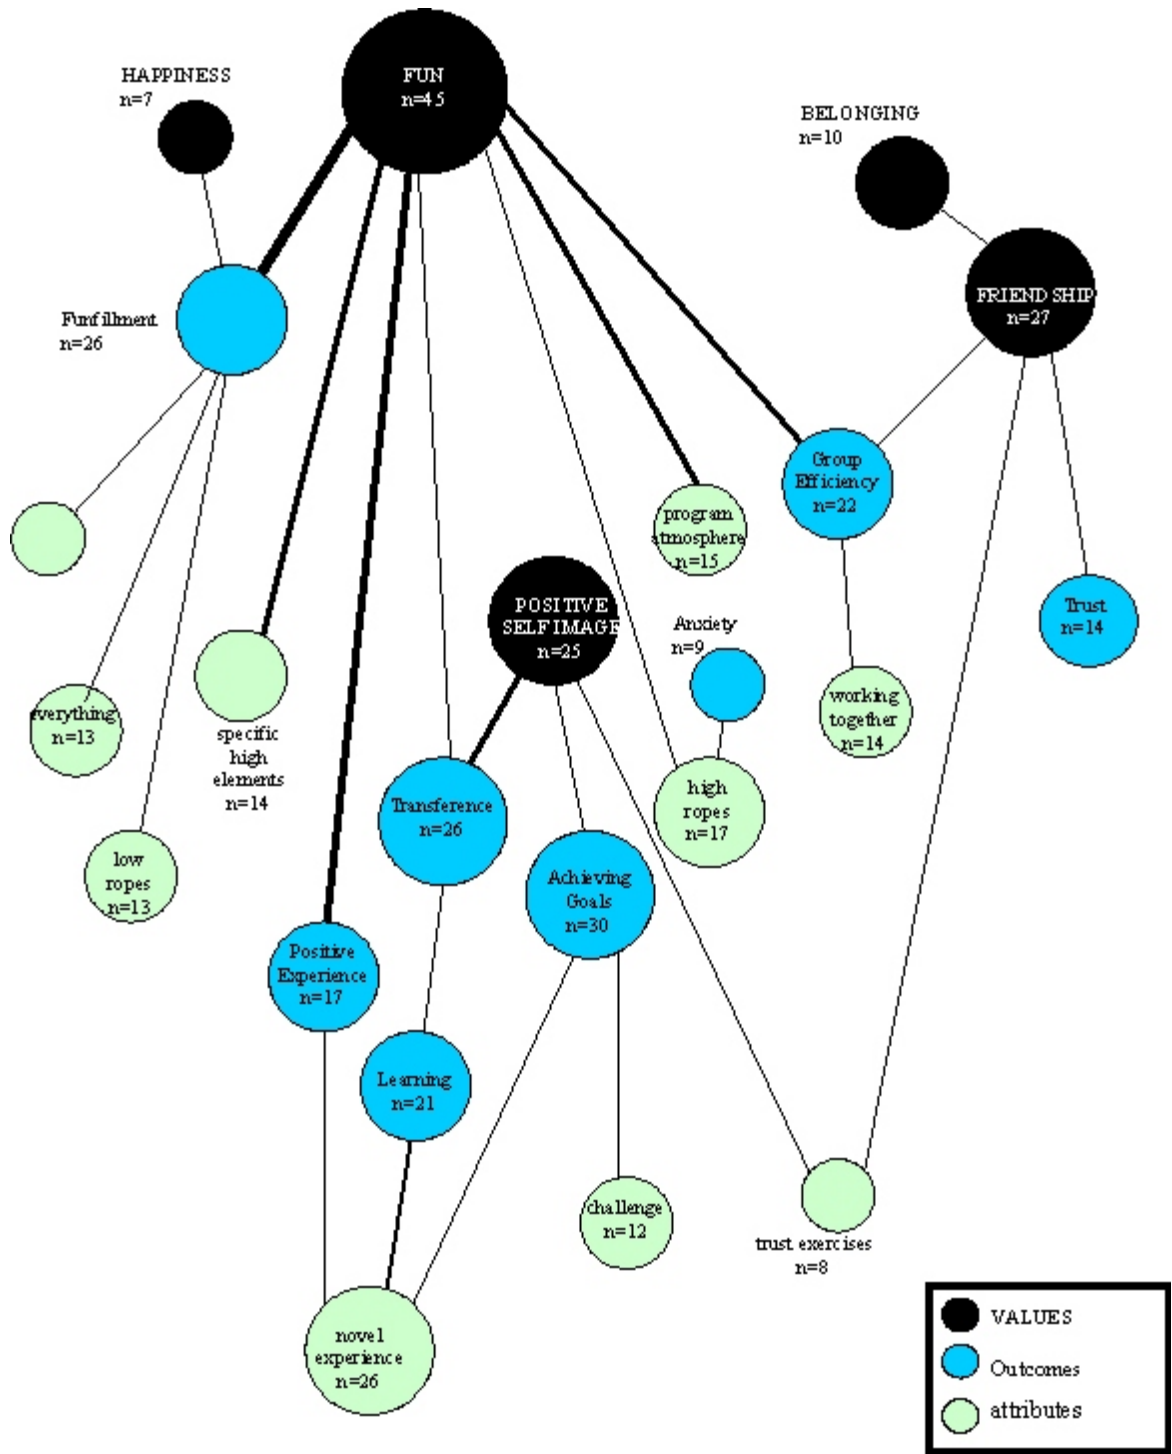 FUN
n=45
HAPPINESS
n=7
BELONGING
n=10
FRIENDSHIP
n=27
Funfillment
n=26
Group
Efficiency
n=22
program
atmosphere
n=15
POSITIVE
SELF IMAGE
n=25
Anxiety
n=9
Trust
n=14
everything
n=13
specific
high
elements
n=14
working
together
n=14
Transference
n=26
high
ropes
n=17
low
ropes
n=13
Achieving
Goals
n=30
Positive
Experience
n=17
Learning
n=21
challenge
n=12
trust exercises
n=8
novel
experience
n=26
VALUES
Outcomes
attributes